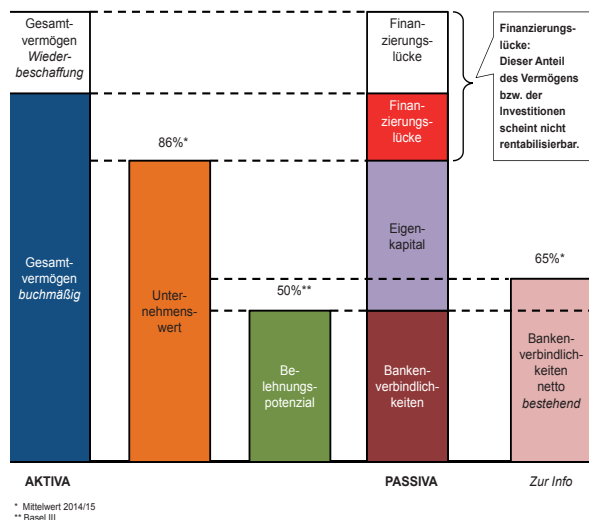 Gesamt-
vermögen
Wieder-
beschaffung
Gesamt-
vermögen
buchmäßig
86%*
Unter-
nehmens-
wert
50%**
Be-
lehnungs-
potenzial
Finan-
zierungs-
lücke
Finan-
zierungs-
lücke
Eigen-
kapital
Banken-
verbindlich-
keiten
Finanzierungs-
lücke:
Dieser Anteil
des Vermögens
bzw. der
Investitionen
scheint nicht
rentabilisierbar.
65%*
Banken-
verbindlich-
keiten
netto
bestehend
AKTIVA
PASSIVA
Zur Info
* Mittelwert 2014/15
** Basel III